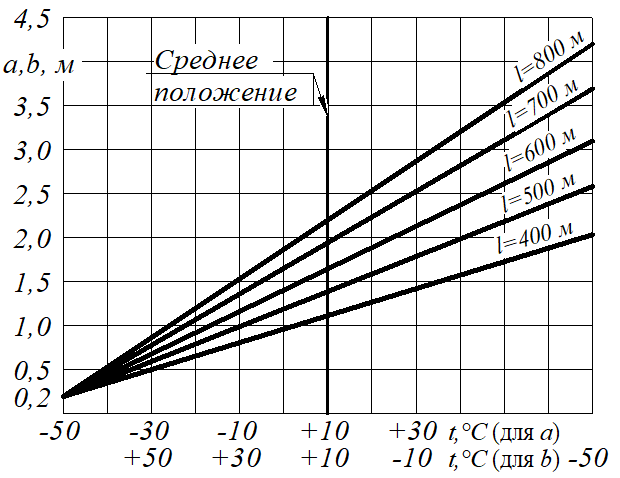 4,5
a,b, м
3,5
3,0
2,5
2,0
1,5
1,0
0,5
0,2
Среднее
положение
l=800 м
l=700 м
l=600 м
l=500 м
l=400 м
-50 -30 -10 +10 +30 t,°C (для a)
+50 +30 +10 -10 t,°C (для b) -50